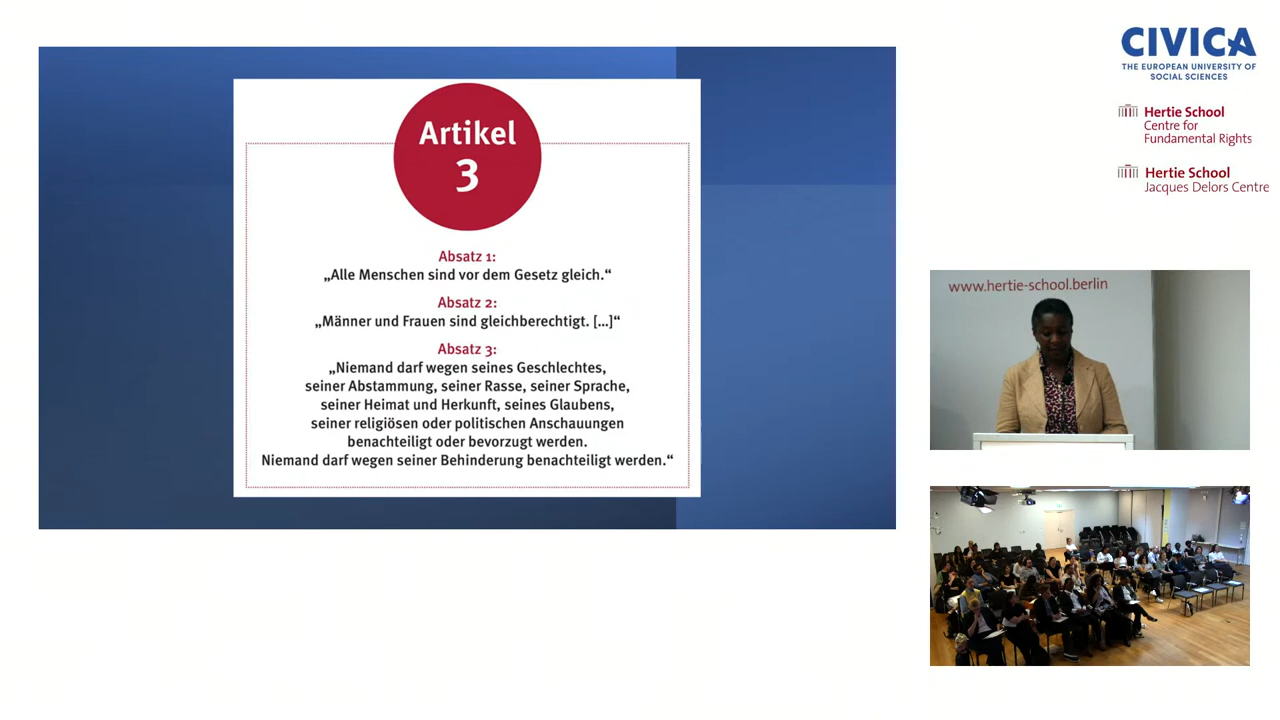 Artikel
3
Absatz 1:
„Alle Menschen sind vor dem Gesetz gleich.“
Absatz 2:
„Männer und Frauen sind gleichberechtigt. […]“
Absatz 3:
„Niemand darf wegen seines Geschlechtes,
seiner Abstammung, seiner Rasse, seiner Sprache,
seiner Heimat und Herkunft, seines Glaubens,
seiner religiösen oder politischen Anschauungen
benachteiligt oder bevorzugt werden.
Niemand darf wegen seiner Behinderung benachteiligt werden.“
CIVICA
THE EUROPEAN UNIVERSITY OF
SOCIAL SCIENCES
Hertie School
Centre for
Fundamental Rights
Hertie School
Jacques Delors Centre
www.hertie-school.berlin